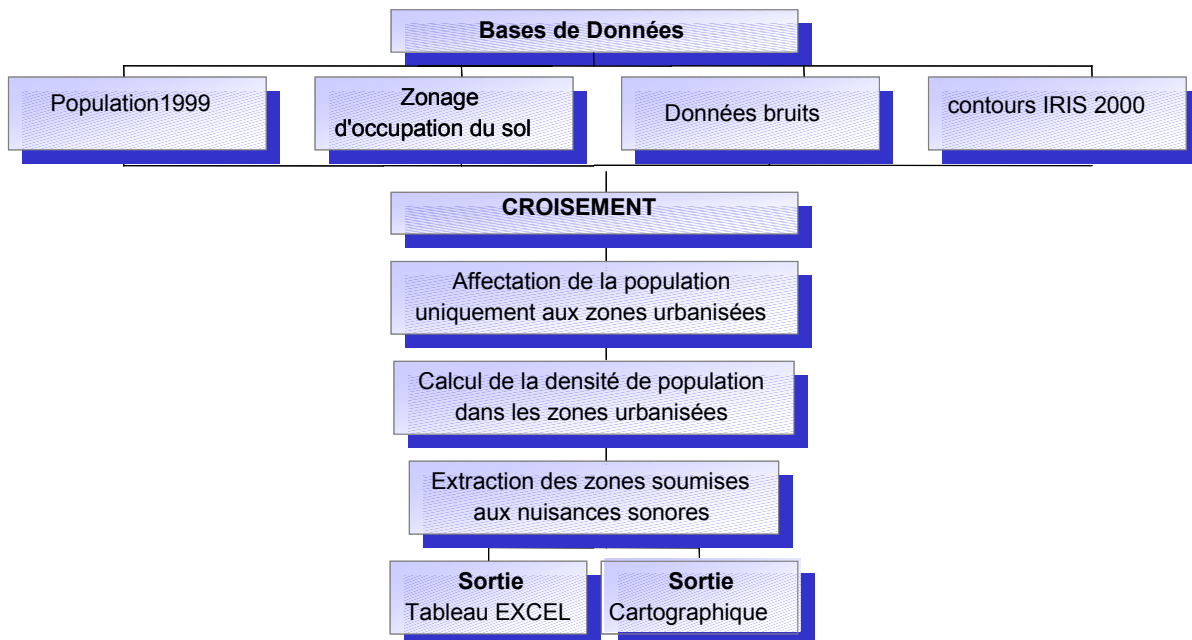 Bases de Données
Population1999
Zonage
d'occupation du sol
Données bruits
contours IRIS 2000
CROISEMENT
Affectation de la population
uniquement aux zones urbanisées
Calcul de la densité de population
dans les zones urbanisées
Extraction des zones soumises
aux nuisances sonores
Sortie
Tableau EXCEL
Sortie
Cartographique